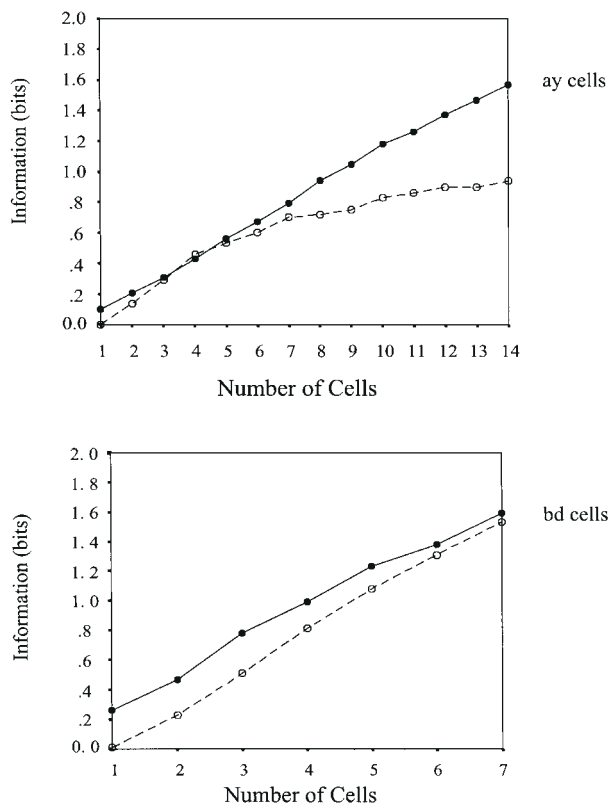 2.0
1.8
1.6
1.4
1.2
1.0
.8
.6
.4
.2
0.0
Information (bits)
1 2 3 4 5 6 7 8 9 10 11 12 13 14
Number of Cells
ay cells
2.0
1.8
1.6
1.4
1.2
1.0
.8
.6
.4
.2
0.0
Information (bits)
1 2 3 4 5 6 7
Number of Cells
bd cells